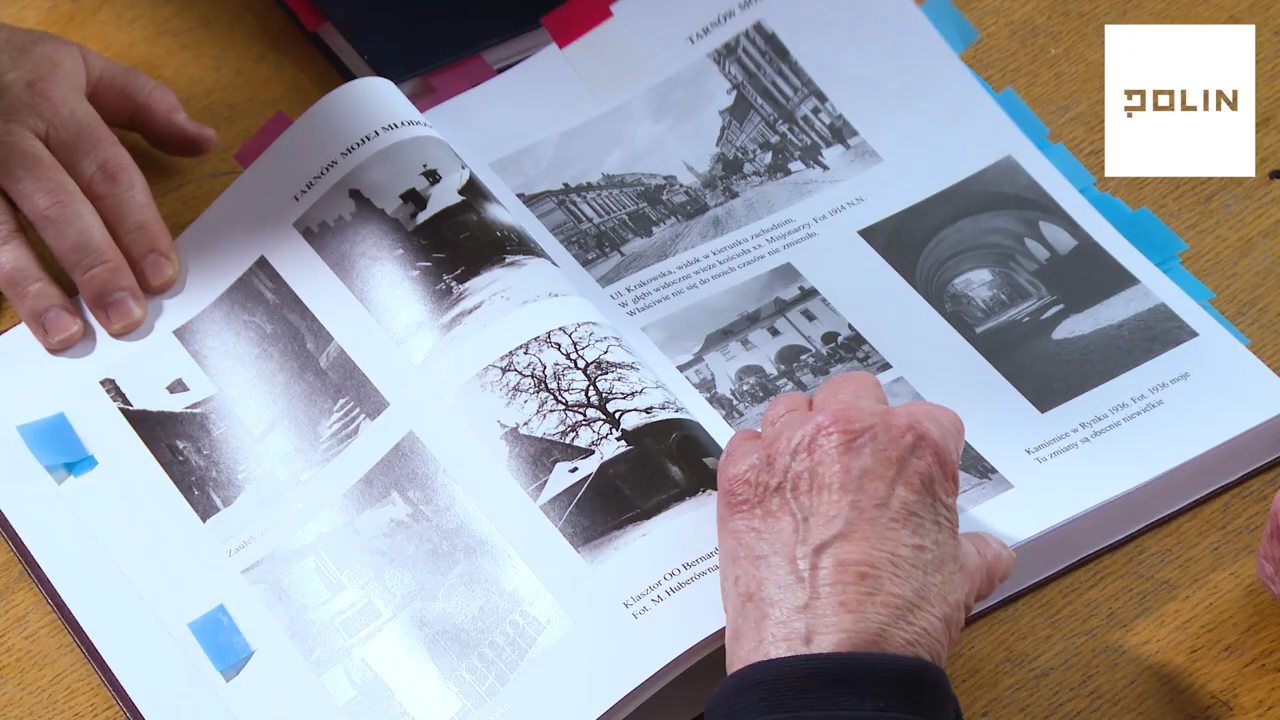 POLIN
TARNÓW MOJEJ
TARNÓW
Ul. Krakowska, widok w kierunku zachodnim,
W głębi widoczne wieże kościoła xx. Misjonarzy. Fot 1914 N.N.
Właściwie nic się do moich czasów nie zmieniło.
Kamienice w Rynku 1936. Fot. 1936 moje
Tu zmiany są obecnie niewielkie
Klasztor OO Bernard
Fot. M. Huberówna